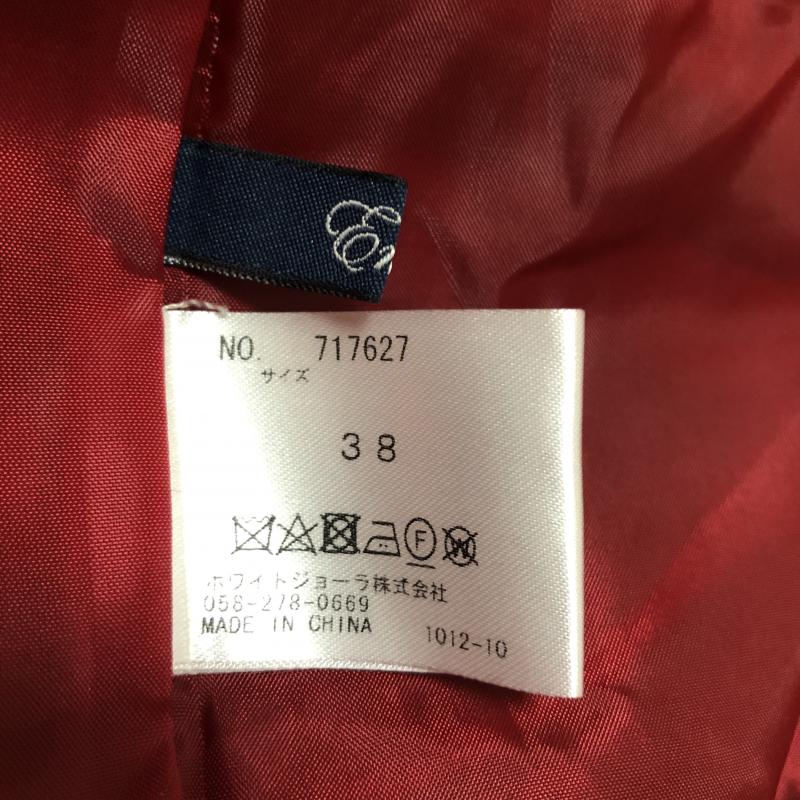 NO. 717627
サイズ
38
F W
ホワイトジョーラ株式会社
058-278-0669
MADE IN CHINA 1012-10